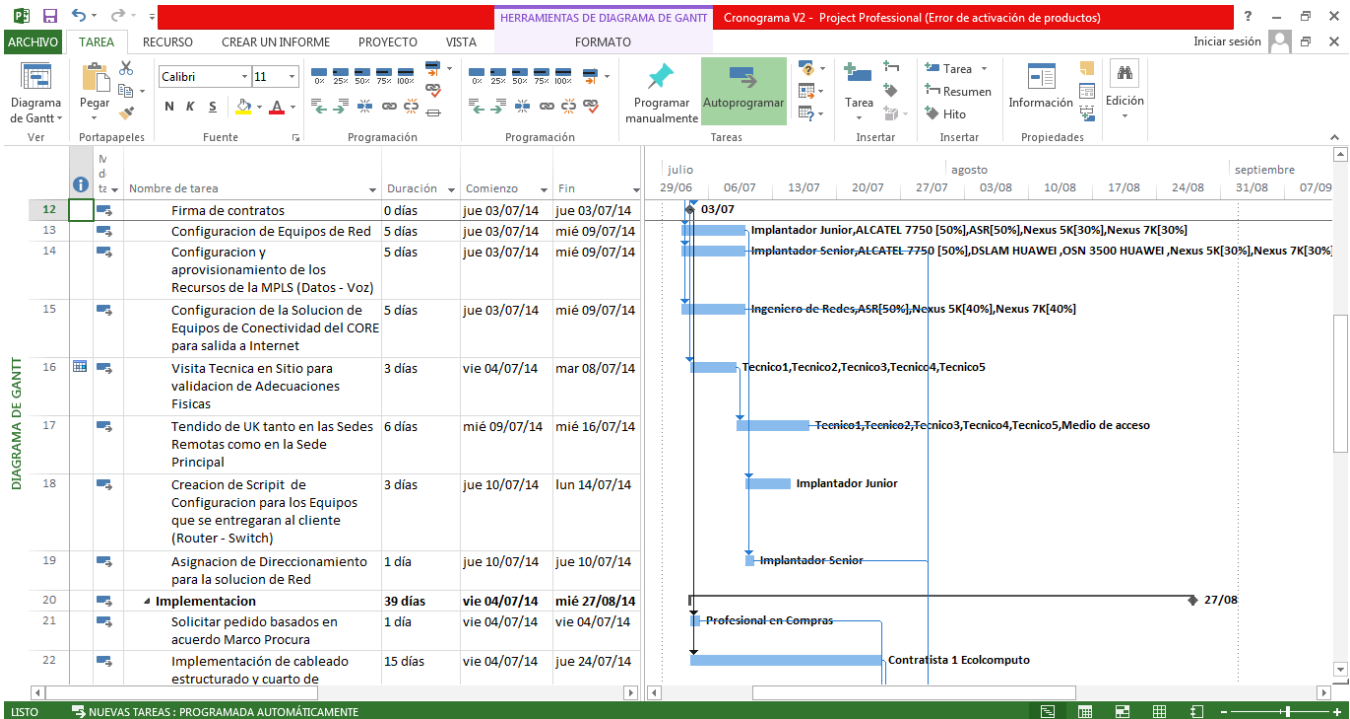 HERRAMIENTAS DE DIAGRAMA DE GANTT
Cronograma V2 - Project Professional (Error de activación de productos)
ARCHIVO TAREA RECURSO CREAR UN INFORME PROYECTO VISTA FORMATO Iniciar sesión
Diagrama de Gantt
Ver
Pegar
Portapapeles
Calibri 11
N K S A
Fuente
0× 25× 50× 75× 100×
Programación
0× 25× 50× 75× 100×
Programación
Programar manualmente
Autoprogramar
Tareas
Tarea
Insertar
Tarea
Resumen
Hito
Insertar
Información
Propiedades
Edición
DIAGRAMA DE GANTT
Nombre de tarea Duración Comienzo Fin
julio agosto septiembre
29/06 06/07 13/07 20/07 27/07 03/08 10/08 17/08 24/08 31/08 07/09
12 Firma de contratos 0 días jue 03/07/14 jue 03/07/14 03/07
13 Configuracion de Equipos de Red 5 días jue 03/07/14 mié 09/07/14 Implantador Junior,ALCATEL 7750 [50%],ASR[50%],Nexus 5K[30%],Nexus 7K[30%]
14 Configuracion y 5 días jue 03/07/14 mié 09/07/14 Implantador Senior,ALCATEL 7750 [50%],DSLAM HUAWEI ,OSN 3500 HUAWEI ,Nexus 5K[30%],Nexus 7K[30%
aprovisionamiento de los
Recursos de la MPLS (Datos - Voz)
15 Configuracion de la Solucion de 5 días jue 03/07/14 mié 09/07/14 Ingeniero de Redes,ASR[50%],Nexus 5K[40%],Nexus 7K[40%]
Equipos de Conectividad del CORE
para salida a Internet
16 Visita Tecnica en Sitio para 3 días vie 04/07/14 mar 08/07/14 Tecnico1,Tecnico2,Tecnico3,Tecnico4,Tecnico5
validacion de Adecuaciones
Fisicas
17 Tendido de UK tanto en las Sedes 6 días mié 09/07/14 mié 16/07/14 Tecnico1,Tecnico2,Tecnico3,Tecnico4,Tecnico5,Medio de acceso
Remotas como en la Sede
Principal
18 Creacion de Scripit de 3 días jue 10/07/14 lun 14/07/14 Implantador Junior
Configuracion para los Equipos
que se entregaran al cliente
(Router - Switch)
19 Asignacion de Direccionamiento 1 día jue 10/07/14 jue 10/07/14 Implantador Senior
para la solucion de Red
20 Implementacion 39 días vie 04/07/14 mié 27/08/14 27/08
21 Solicitar pedido basados en 1 día vie 04/07/14 vie 04/07/14 Profesional en Compras
acuerdo Marco Procura
22 Implementación de cableado 15 días vie 04/07/14 jue 24/07/14 Contratista 1 Ecolcomputo
estructurado y cuarto de
LISTO NUEVAS TAREAS : PROGRAMADA AUTOMÁTICAMENTE